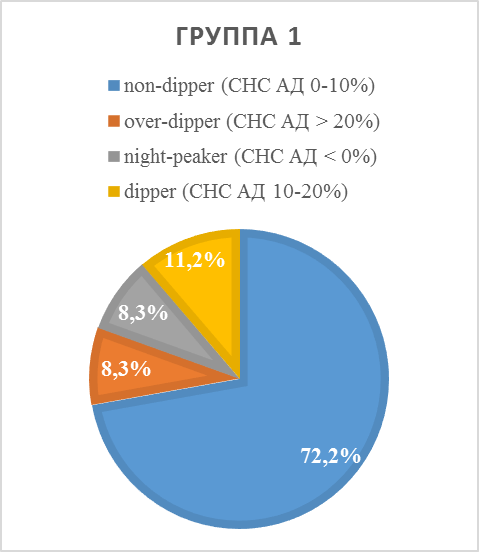 ГРУППА 1
non-dipper (СНС АД 0-10%)
over-dipper (СНС АД > 20%)
night-peaker (СНС АД < 0%)
dipper (СНС АД 10-20%)
11,2%
8,3%
8,3%
72,2%